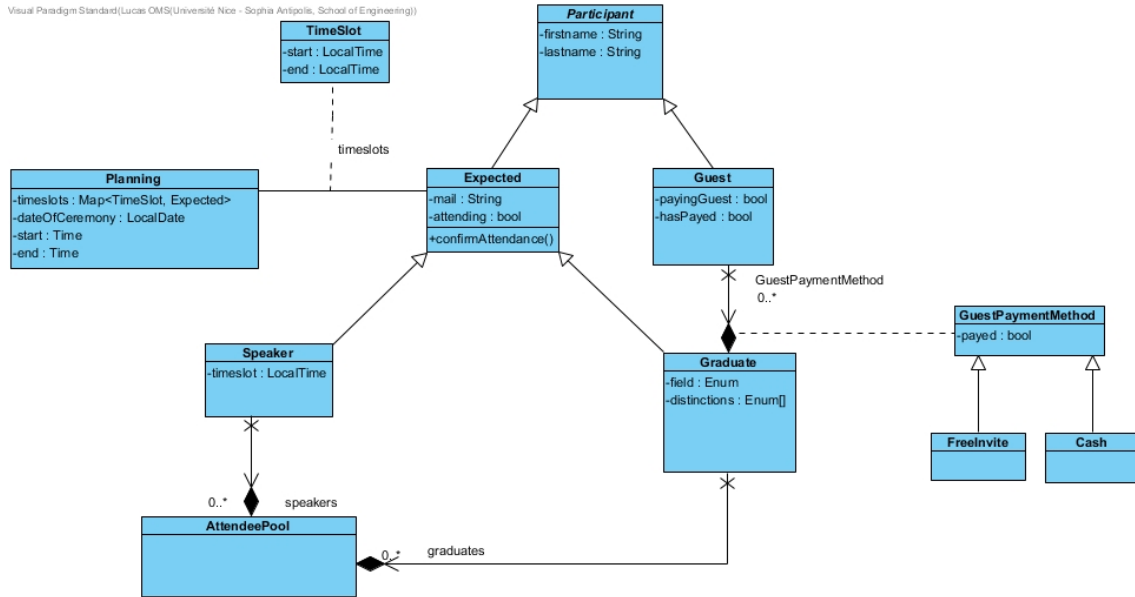 Visual Paradigm Standard(Lucas OMS(Université Nice - Sophia Antipolis, School of Engineering))
TimeSlot
-start : LocalTime
-end : LocalTime
Participant
-firstname : String
-lastname : String
timeslots
Planning
-timeslots : Map<TimeSlot, Expected>
-dateOfCeremony : LocalDate
-start : Time
-end : Time
Expected
-mail : String
-attending : bool
+confirmAttendance()
Guest
-payingGuest : bool
-hasPayed : bool
GuestPaymentMethod
0..*
GuestPaymentMethod
-payed : bool
Speaker
-timeslot : LocalTime
Graduate
-field : Enum
-distinctions : Enum[]
FreeInvite
Cash
0..*
speakers
AttendeePool
0..*
graduates